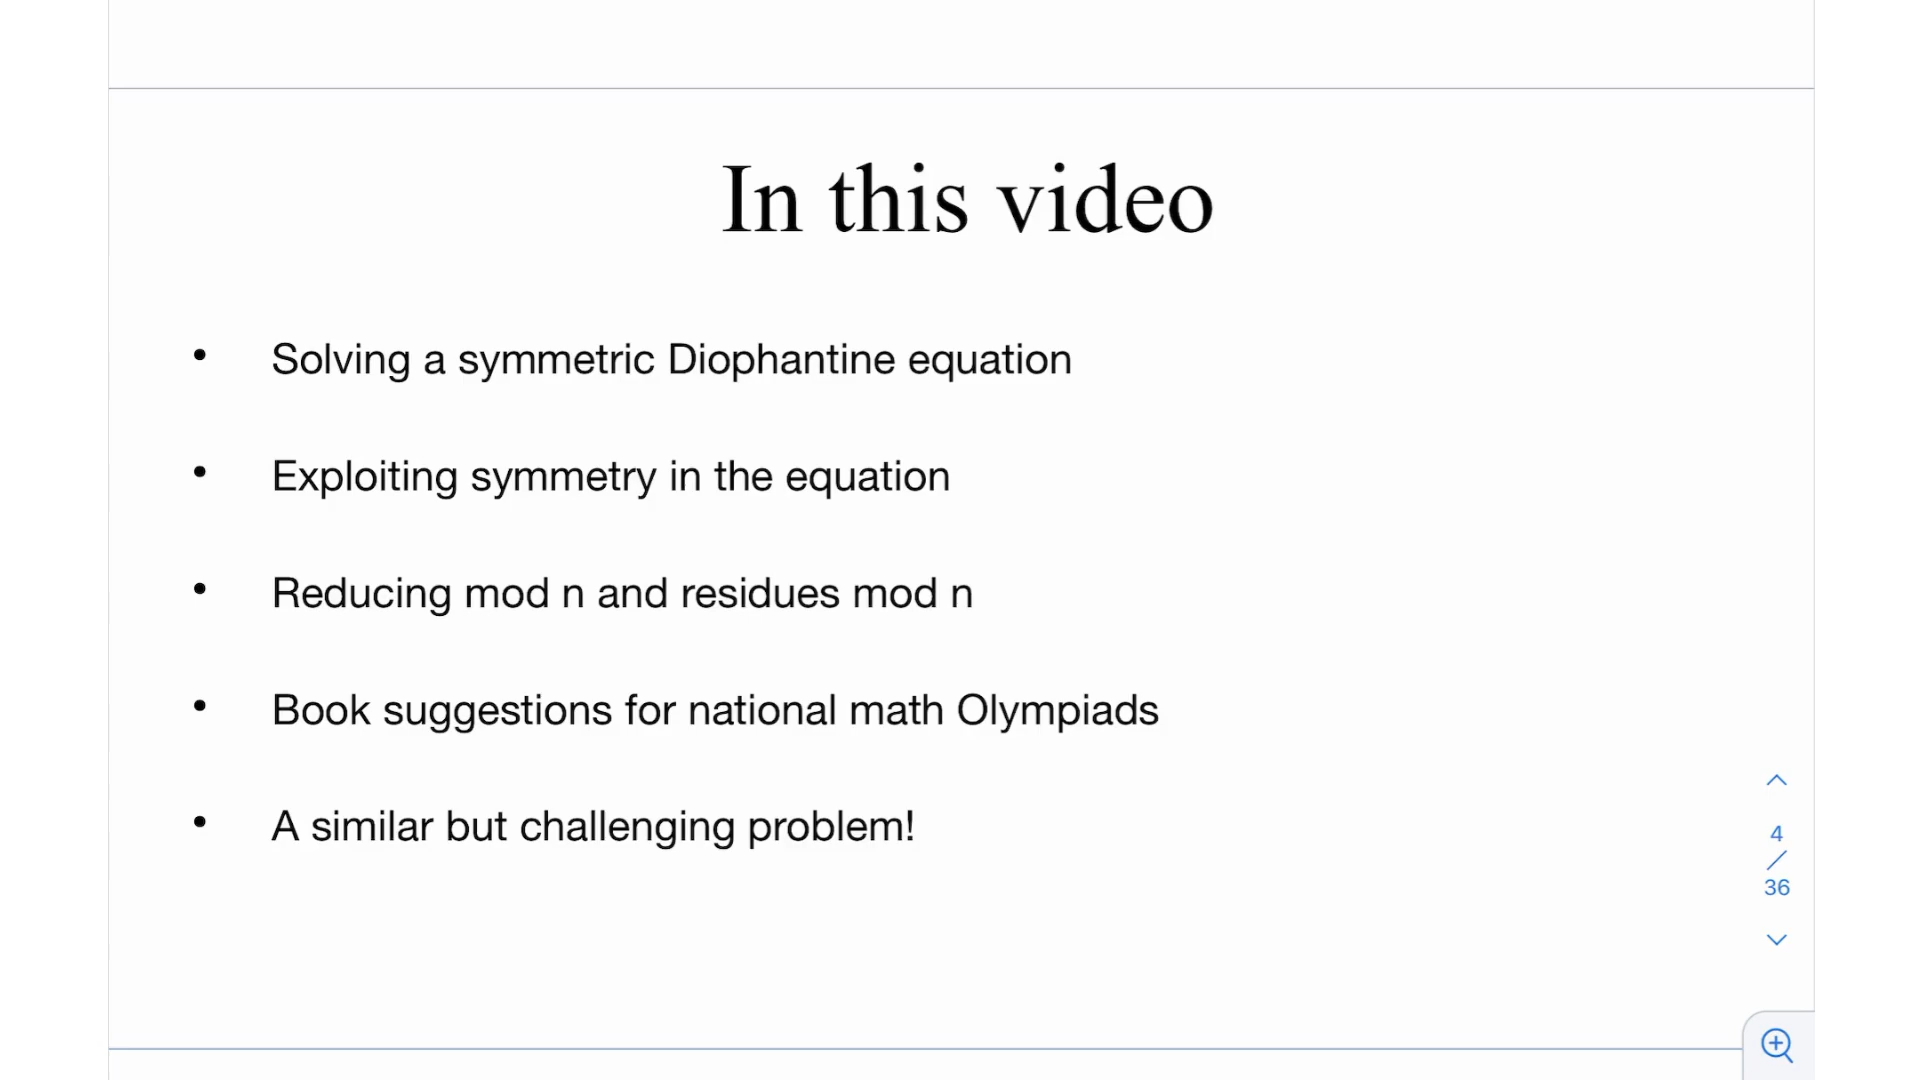 In this video
• Solving a symmetric Diophantine equation
• Exploiting symmetry in the equation
• Reducing mod n and residues mod n
• Book suggestions for national math Olympiads
• A similar but challenging problem!
4
/
36